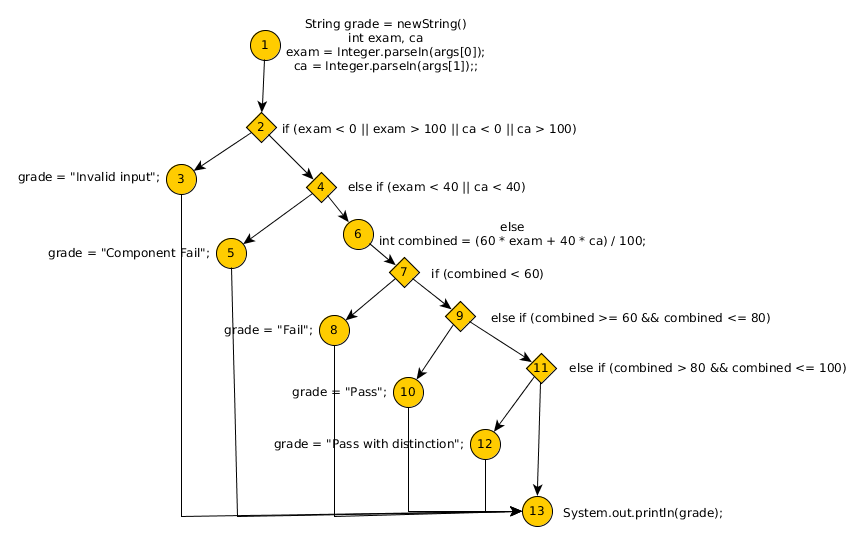 String grade = newString()
1
int exam, ca
exam = Integer.parseIn(args[0]);
ca = Integer.parseIn(args[1]);;
2 if (exam < 0 || exam > 100 || ca < 0 || ca > 100)
grade = "Invalid input"; 3
4 else if (exam < 40 || ca < 40)
else
6
int combined = (60 * exam + 40 * ca) / 100;
grade = "Component Fail"; 5
7 if (combined < 60)
9 else if (combined >= 60 && combined <= 80)
grade = "Fail"; 8
11 else if (combined > 80 && combined <= 100)
grade = "Pass"; 10
grade = "Pass with distinction"; 12
13 System.out.println(grade);